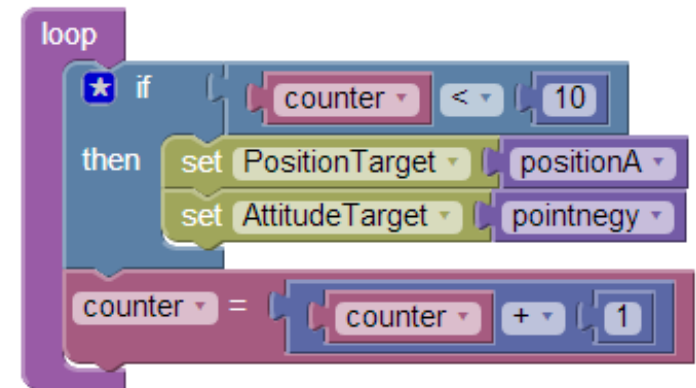 loop
if counter < 10
then set PositionTarget positionA
set AttitudeTarget pointnegy
counter = counter + 1